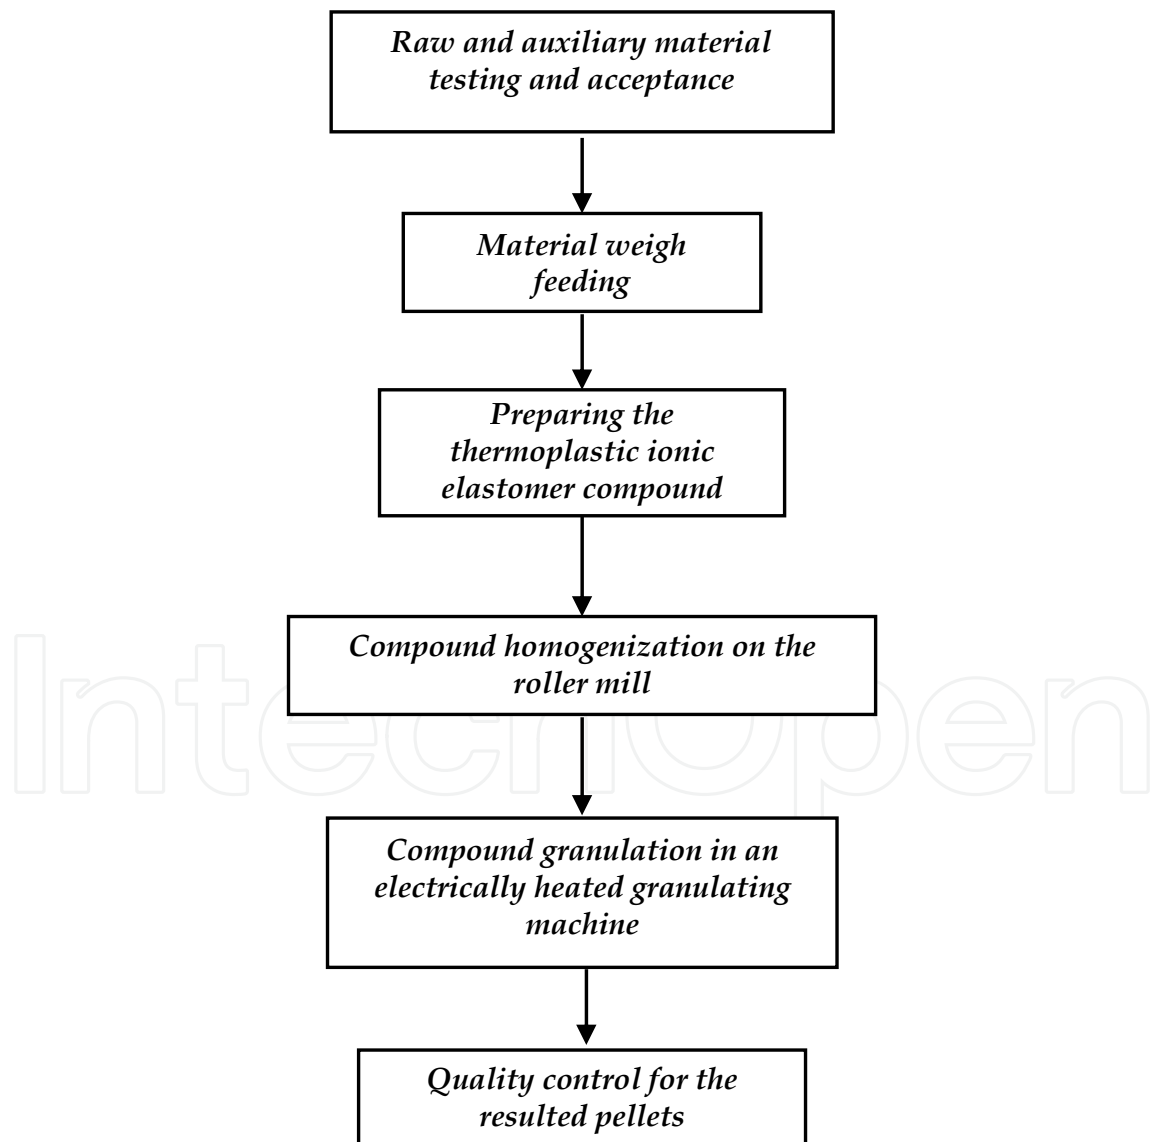 Raw and auxiliary material
testing and acceptance
Material weigh
feeding
Preparing the
thermoplastic ionic
elastomer compound
Compound homogenization on the
roller mill
IntechOpen
Compound granulation in an
electrically heated granulating
machine
Quality control for the
resulted pellets